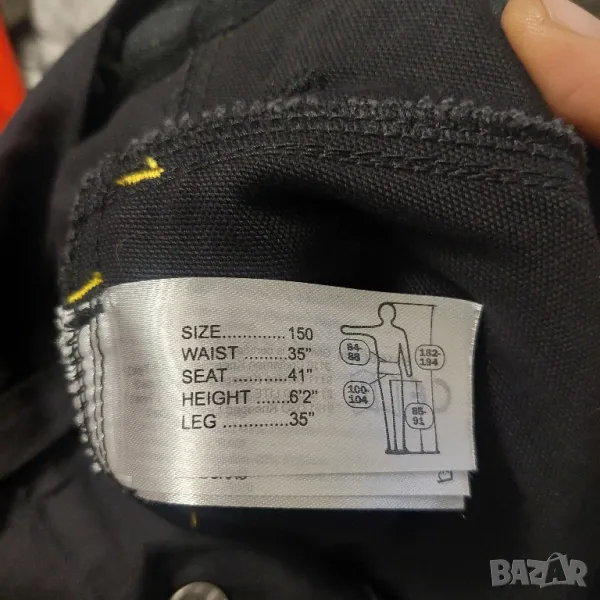 SIZE.............150
WAIST ...........35"
SEAT ............41"
HEIGHT .......6'2"
LEG ..............35"
84-
88
182-
194
100-
104
85-
91
BAZAR